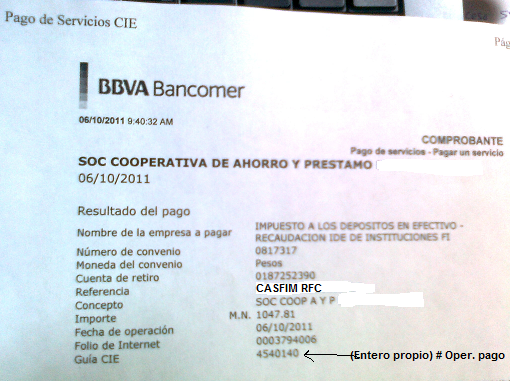 Pago de Servicios CIE
BBVA Bancomer
06/10/2011 9:40:32 AM
COMPROBANTE
Pago de servicios - Pagar un servicio
SOC COOPERATIVA DE AHORRO Y PRESTAMO
06/10/2011
Resultado del pago
Nombre de la empresa a pagar IMPUESTO A LOS DEPOSITOS EN EFECTIVO -
RECAUDACION IDE DE INSTITUCIONES FI
Número de convenio 0817317
Moneda del convenio Pesos
Cuenta de retiro 0187252390
Referencia CASFIM RFC
Concepto SOC COOP A Y P
Importe M.N. 1047.81
Fecha de operación 06/10/2011
Folio de Internet 0003794006
Guía CIE 4540140 (Entero propio) # Oper. pago